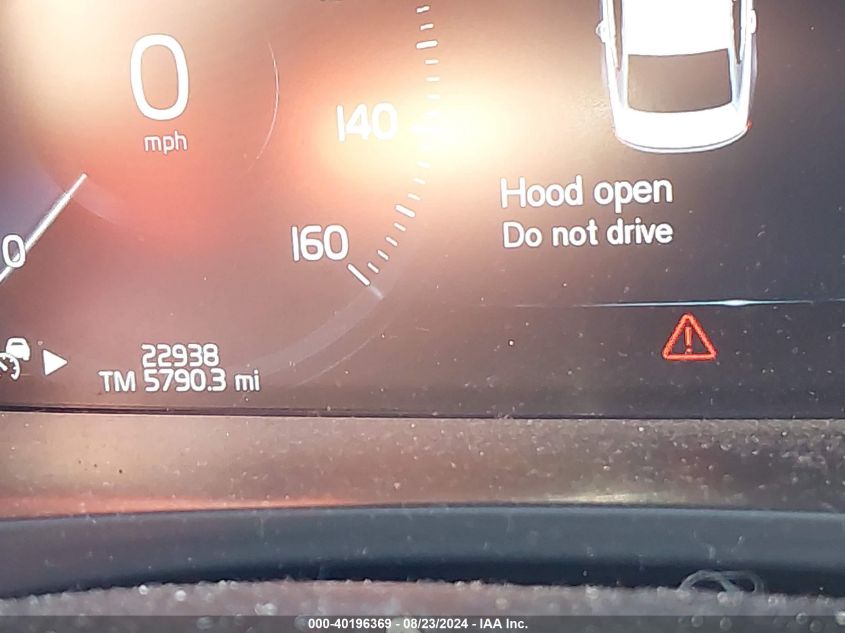 0
mph
140
160
0
Hood open
Do not drive
22938
TM 5790.3 mi
000-40196369 - 08/23/2024 - IAA Inc.